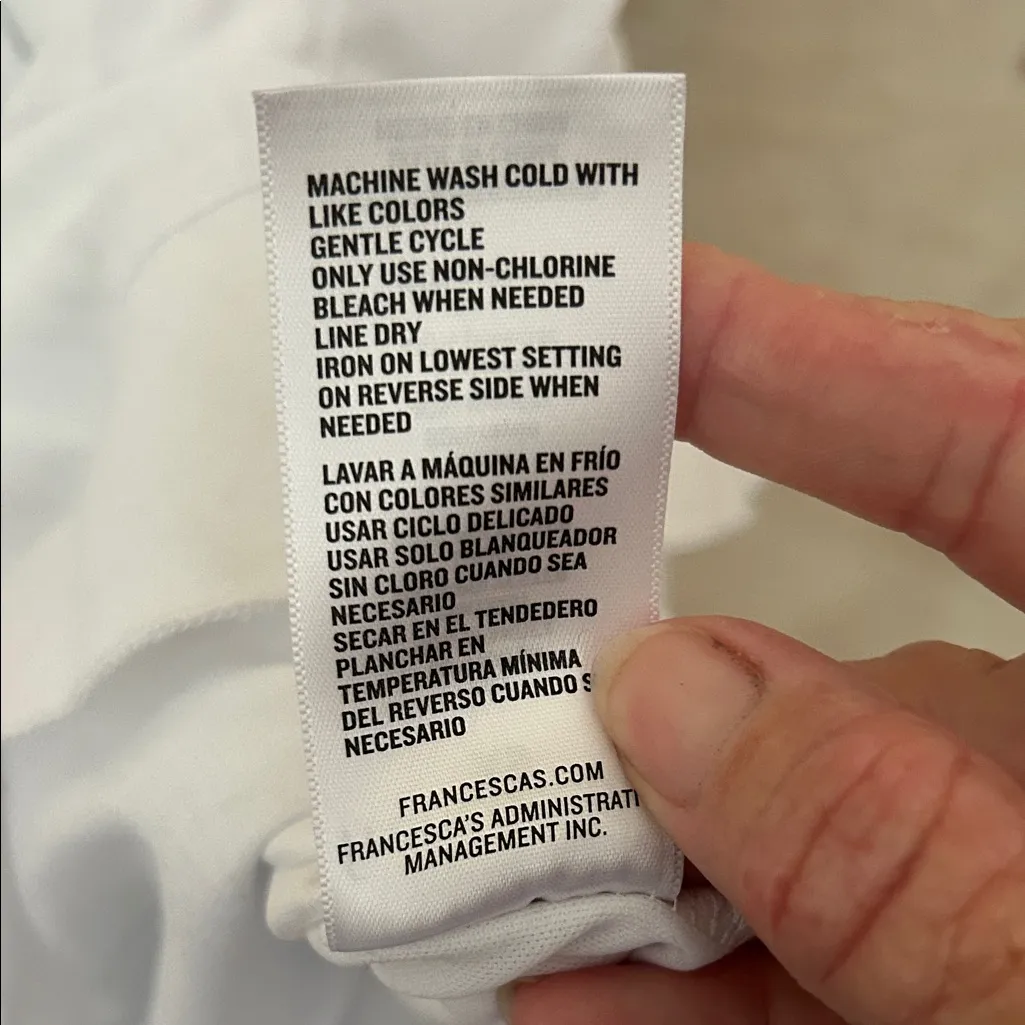 MACHINE WASH COLD WITH
LIKE COLORS
GENTLE CYCLE
ONLY USE NON-CHLORINE
BLEACH WHEN NEEDED
LINE DRY
IRON ON LOWEST SETTING
ON REVERSE SIDE WHEN
NEEDED
LAVAR A MÁQUINA EN FRÍO
CON COLORES SIMILARES
USAR CICLO DELICADO
USAR SOLO BLANQUEADOR
SIN CLORO CUANDO SEA
NECESARIO
SECAR EN EL TENDEDERO
PLANCHAR EN
TEMPERATURA MÍNIMA
DEL REVERSO CUANDO
NECESARIO
FRANCESCAS.COM
FRANCESCA'S
MANAGEMENT INC.